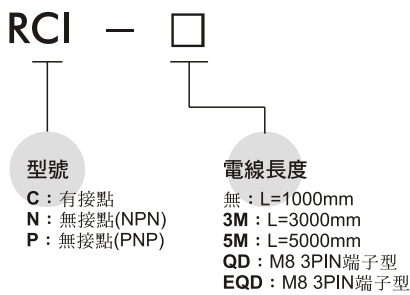 RCI — □
型號
C：有接點
N：無接點(NPN)
P：無接點(PNP)
電線長度
無：L=1000mm
3M：L=3000mm
5M：L=5000mm
QD：M8 3PIN端子型
EQD：M8 3PIN端子型